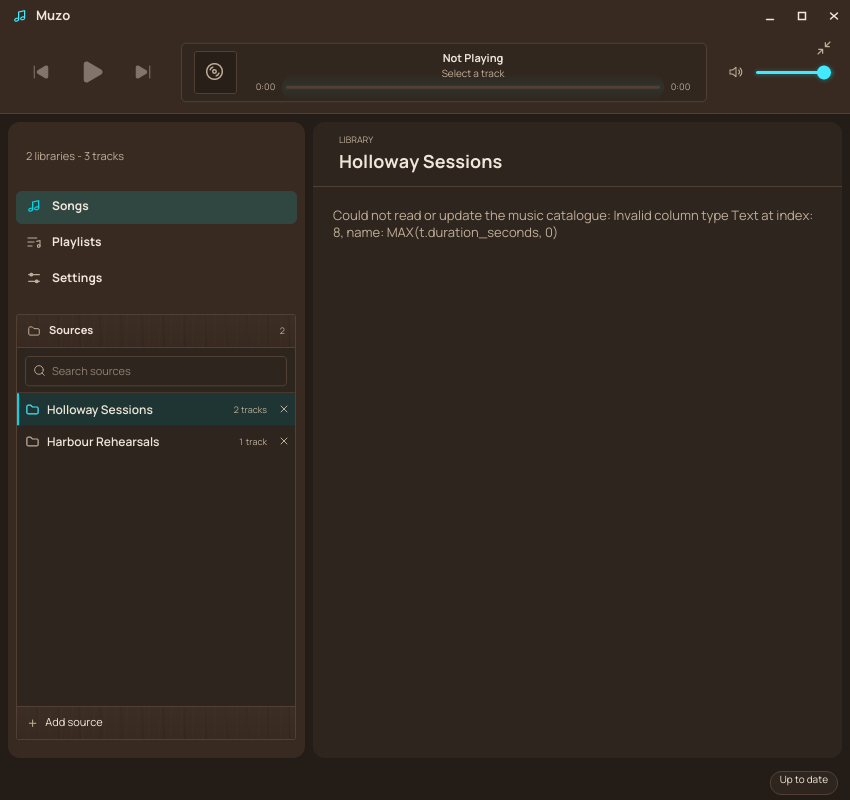 Muzo
Not Playing
Select a track
0:00
0:00
2 libraries - 3 tracks
Songs
Playlists
Settings
Sources
2
Search sources
Holloway Sessions
2 tracks
Harbour Rehearsals
1 track
Add source
LIBRARY
Holloway Sessions
Could not read or update the music catalogue: Invalid column type Text at index:
8, name: MAX(t.duration_seconds, 0)
Up to date